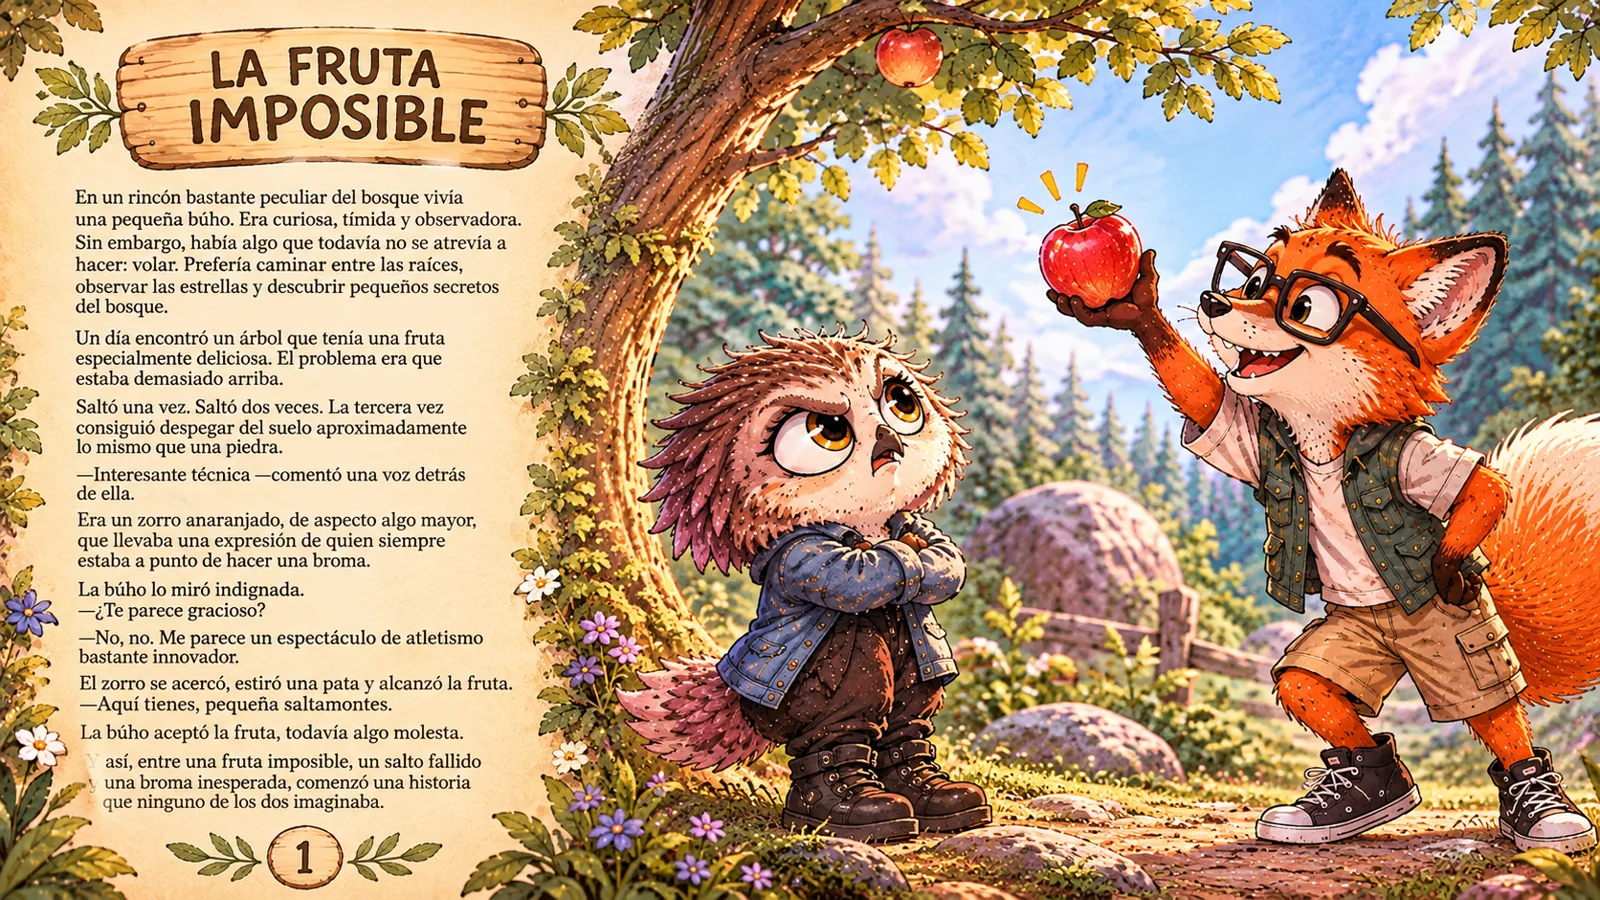 LA FRUTA
IMPOSIBLE
En un rincón bastante peculiar del bosque vivía
una pequeña búho. Era curiosa, tímida y observadora.
Sin embargo, había algo que todavía no se atrevía a
hacer: volar. Prefería caminar entre las raíces,
observar las estrellas y descubrir pequeños secretos
del bosque.
Un día encontró un árbol que tenía una fruta
especialmente deliciosa. El problema era que
estaba demasiado arriba.
Saltó una vez. Saltó dos veces. La tercera vez
consiguió despegar del suelo aproximadamente
lo mismo que una piedra.
—Interesante técnica —comentó una voz detrás
de ella.
Era un zorro anaranjado, de aspecto algo mayor,
que llevaba una expresión de quien siempre
estaba a punto de hacer una broma.
La búho lo miró indignada.
—¿Te parece gracioso?
—No, no. Me parece un espectáculo de atletismo
bastante innovador.
El zorro se acercó, estiró una pata y alcanzó la fruta.
—Aquí tienes, pequeña saltamontes.
La búho aceptó la fruta, todavía algo molesta.
Y así, entre una fruta imposible, un salto fallido
y una broma inesperada, comenzó una historia
que ninguno de los dos imaginaba.
1